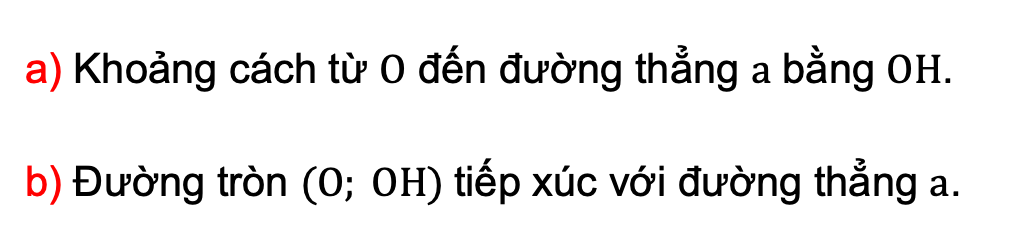 a) Khoảng cách từ O đến đường thẳng a bằng OH.
b) Đường tròn (O; OH) tiếp xúc với đường thẳng a.